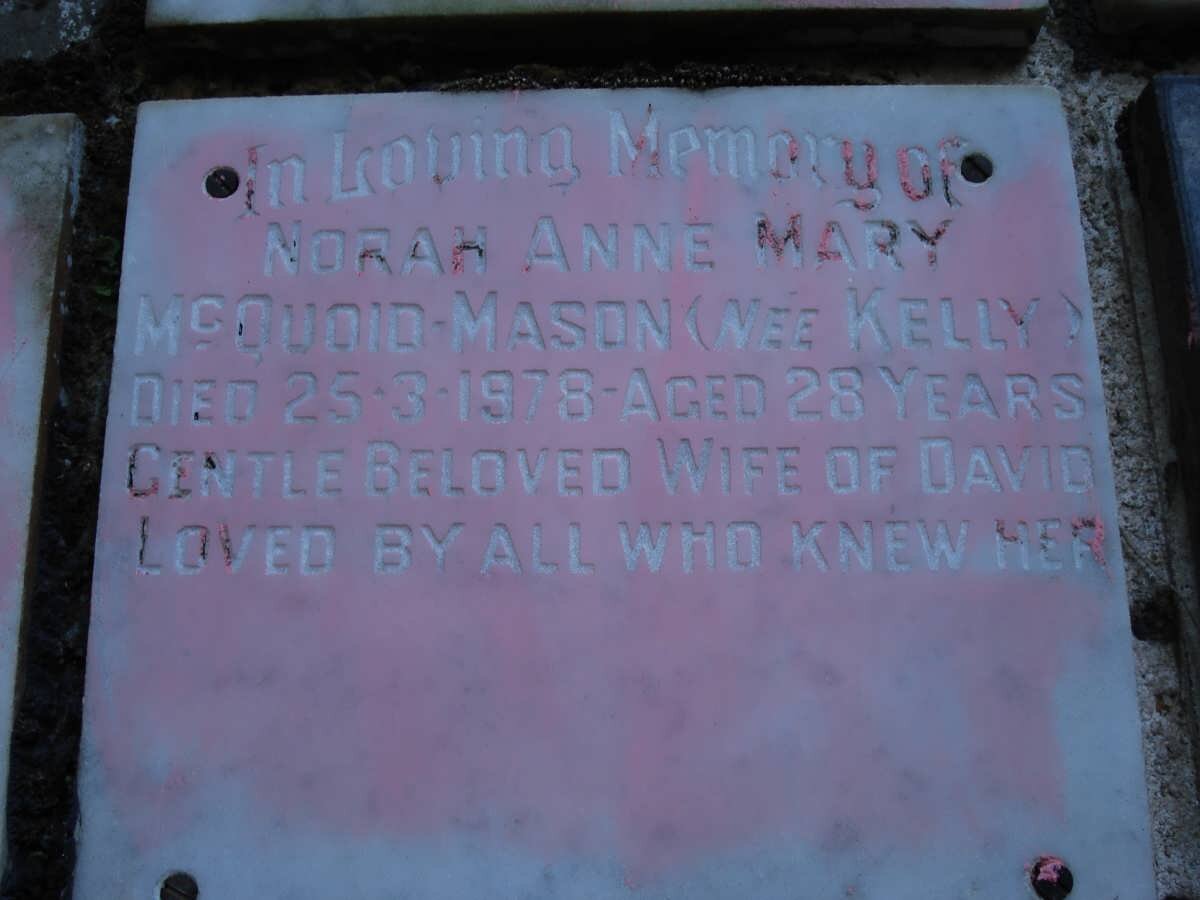 In Loving Memory of
NORAH ANNE MARY
McQUOID-MASON (NÉE KELLY)
DIED 25·3·1978-AGED 28 YEARS
GENTLE BELOVED WIFE OF DAVID
LOVED BY ALL WHO KNEW HER